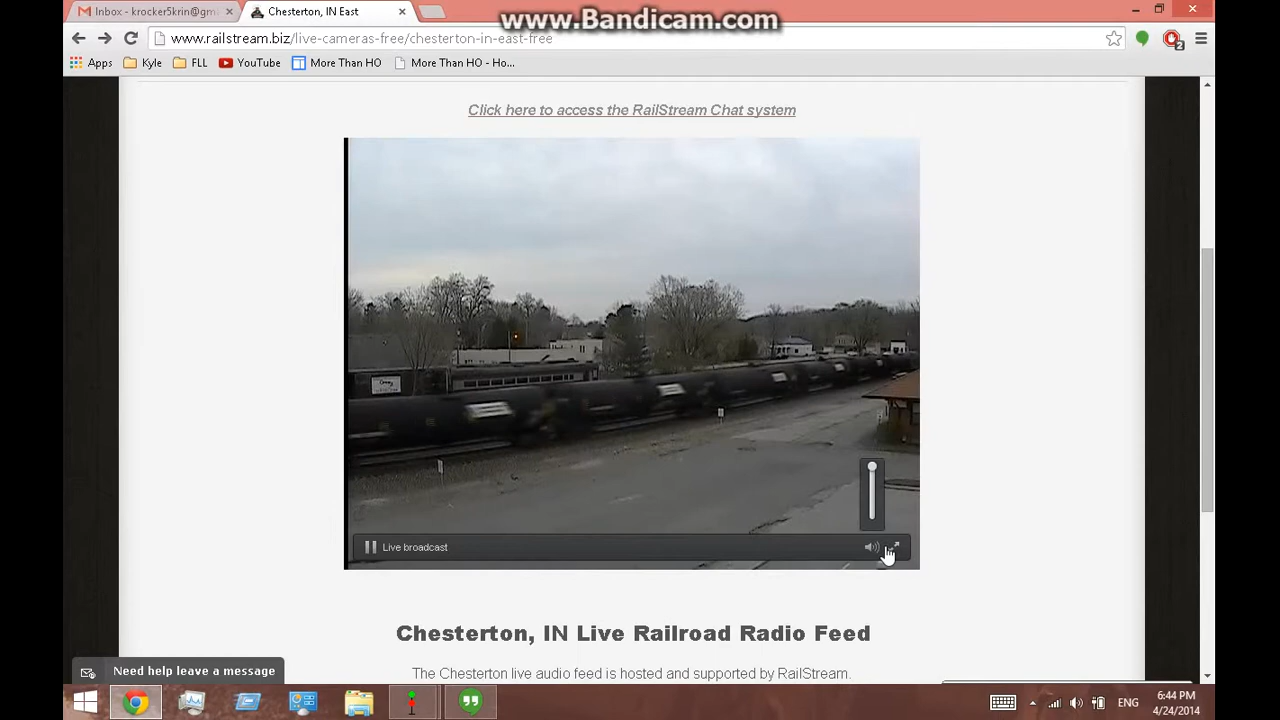 www.Bandicam.com
Inbox - krocker5krin@gm
Chesterton, IN East
www.railstream.biz/live-cameras-free/chesterton-in-east-free
2
Apps Kyle FLL YouTube More Than HO More Than HO - Ho...
Click here to access the RailStream Chat system
Live broadcast
Chesterton, IN Live Railroad Radio Feed
The Chesterton live audio feed is hosted and supported by RailStream.
Need help leave a message
ENG
6:44 PM
4/24/2014